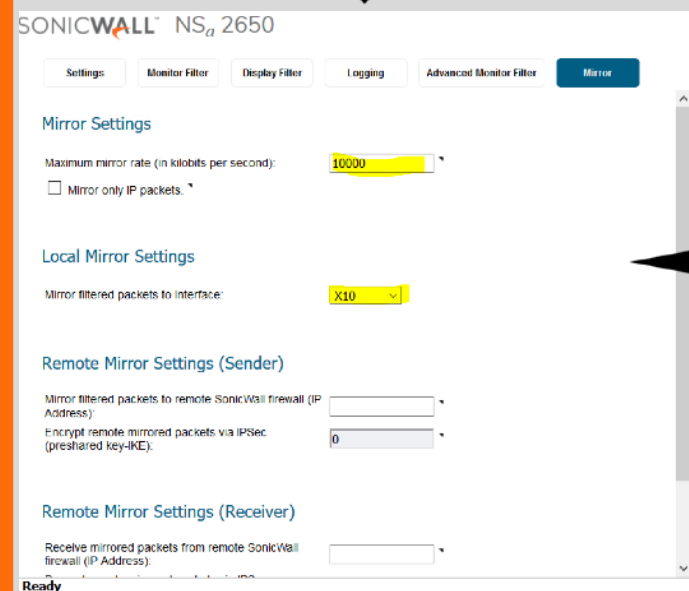 SONICWALL NSa 2650
Settings Monitor Filter Display Filter Logging Advanced Monitor Filter Mirror
Mirror Settings
Maximum mirror rate (in kilobits per second): 10000
Mirror only IP packets.
Local Mirror Settings
Mirror filtered packets to interface: X10
Remote Mirror Settings (Sender)
Mirror filtered packets to remote SonicWall firewall (IP
Address):
Encrypt remote mirrored packets via IPSec
(preshared key-IKE): 0
Remote Mirror Settings (Receiver)
Receive mirrored packets from remote SonicWall
firewall (IP Address):
Ready